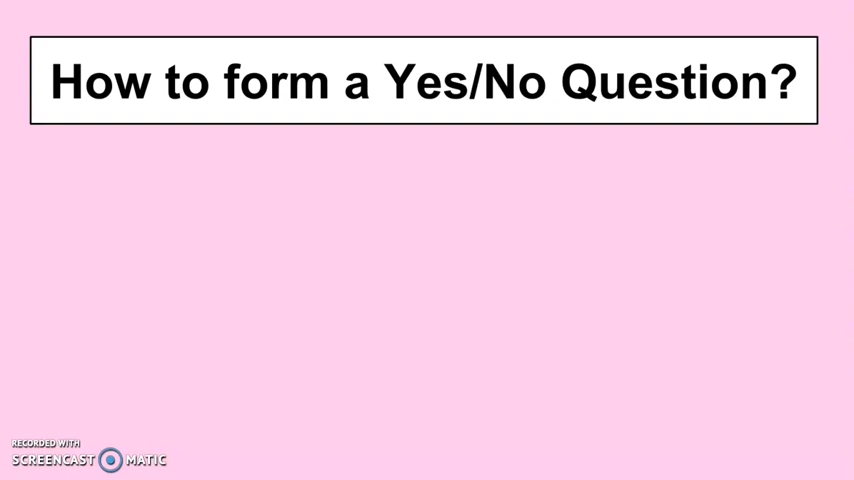 How to form a Yes/No Question?
RECORDED WITH
SCREENCAST MATIC